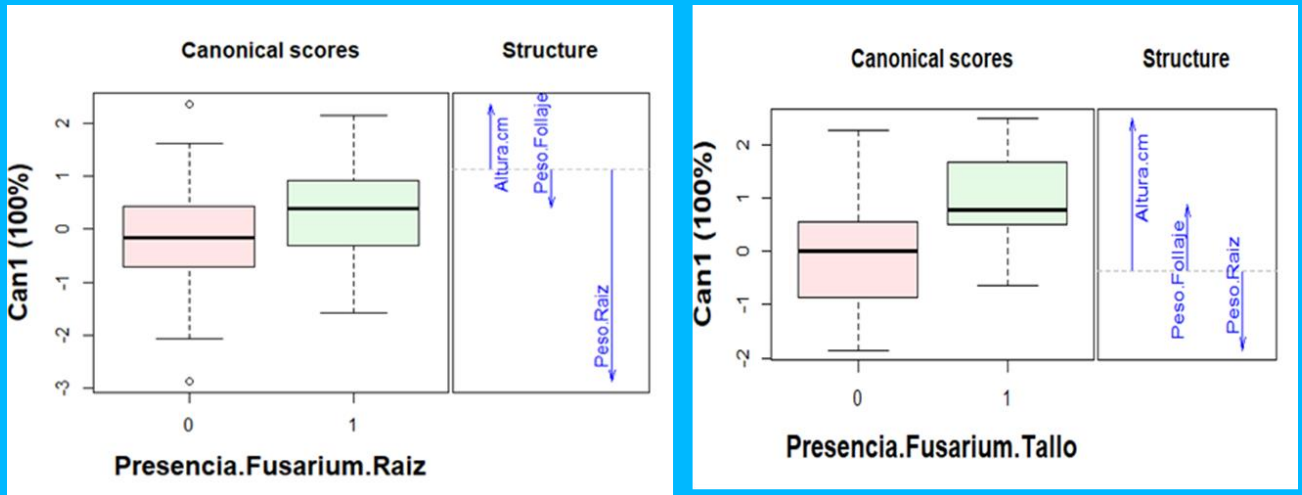 Canonical scores
Structure
Can1 (100%)
2
1
0
-1
-2
-3
0
1
Presencia.Fusarium.Raiz
Altura.cm
Peso.Follaje
Peso.Raiz
Canonical scores
Structure
Can1 (100%)
2
1
0
-1
-2
0
1
Presencia.Fusarium.Tallo
Altura.cm
Peso.Follaje
Peso.Raiz